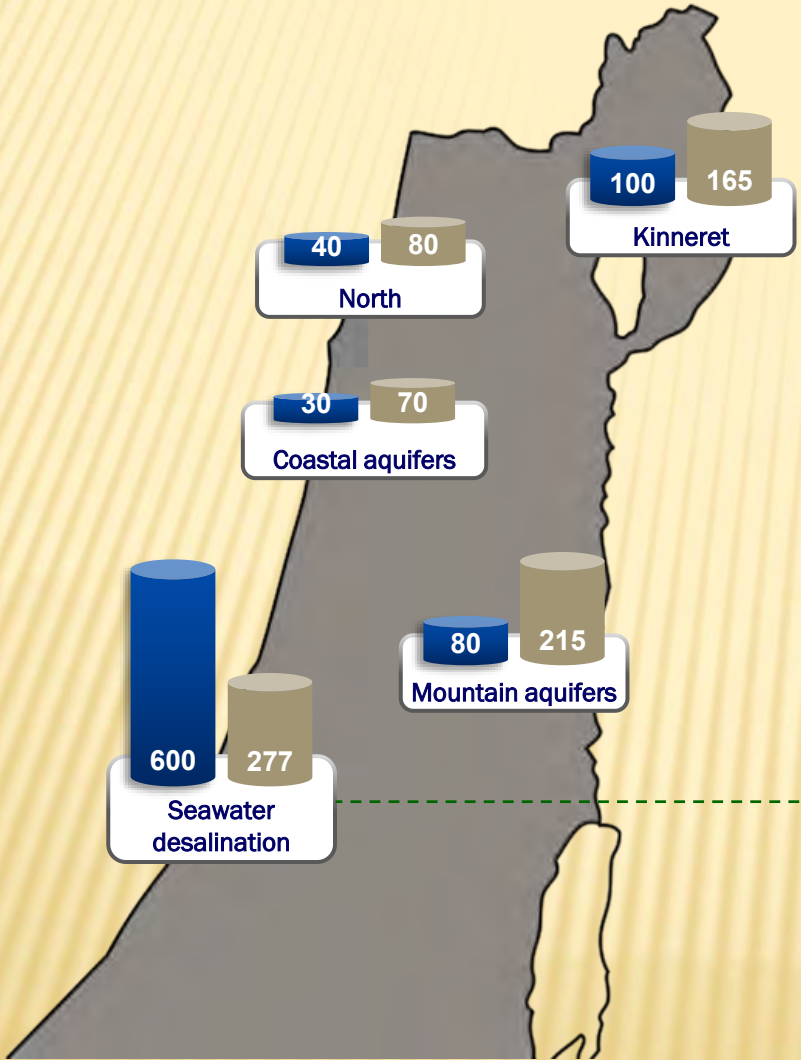 100 165
Kinneret
40 80
North
30 70
Coastal aquifers
80 215
Mountain aquifers
600 277
Seawater
desalination